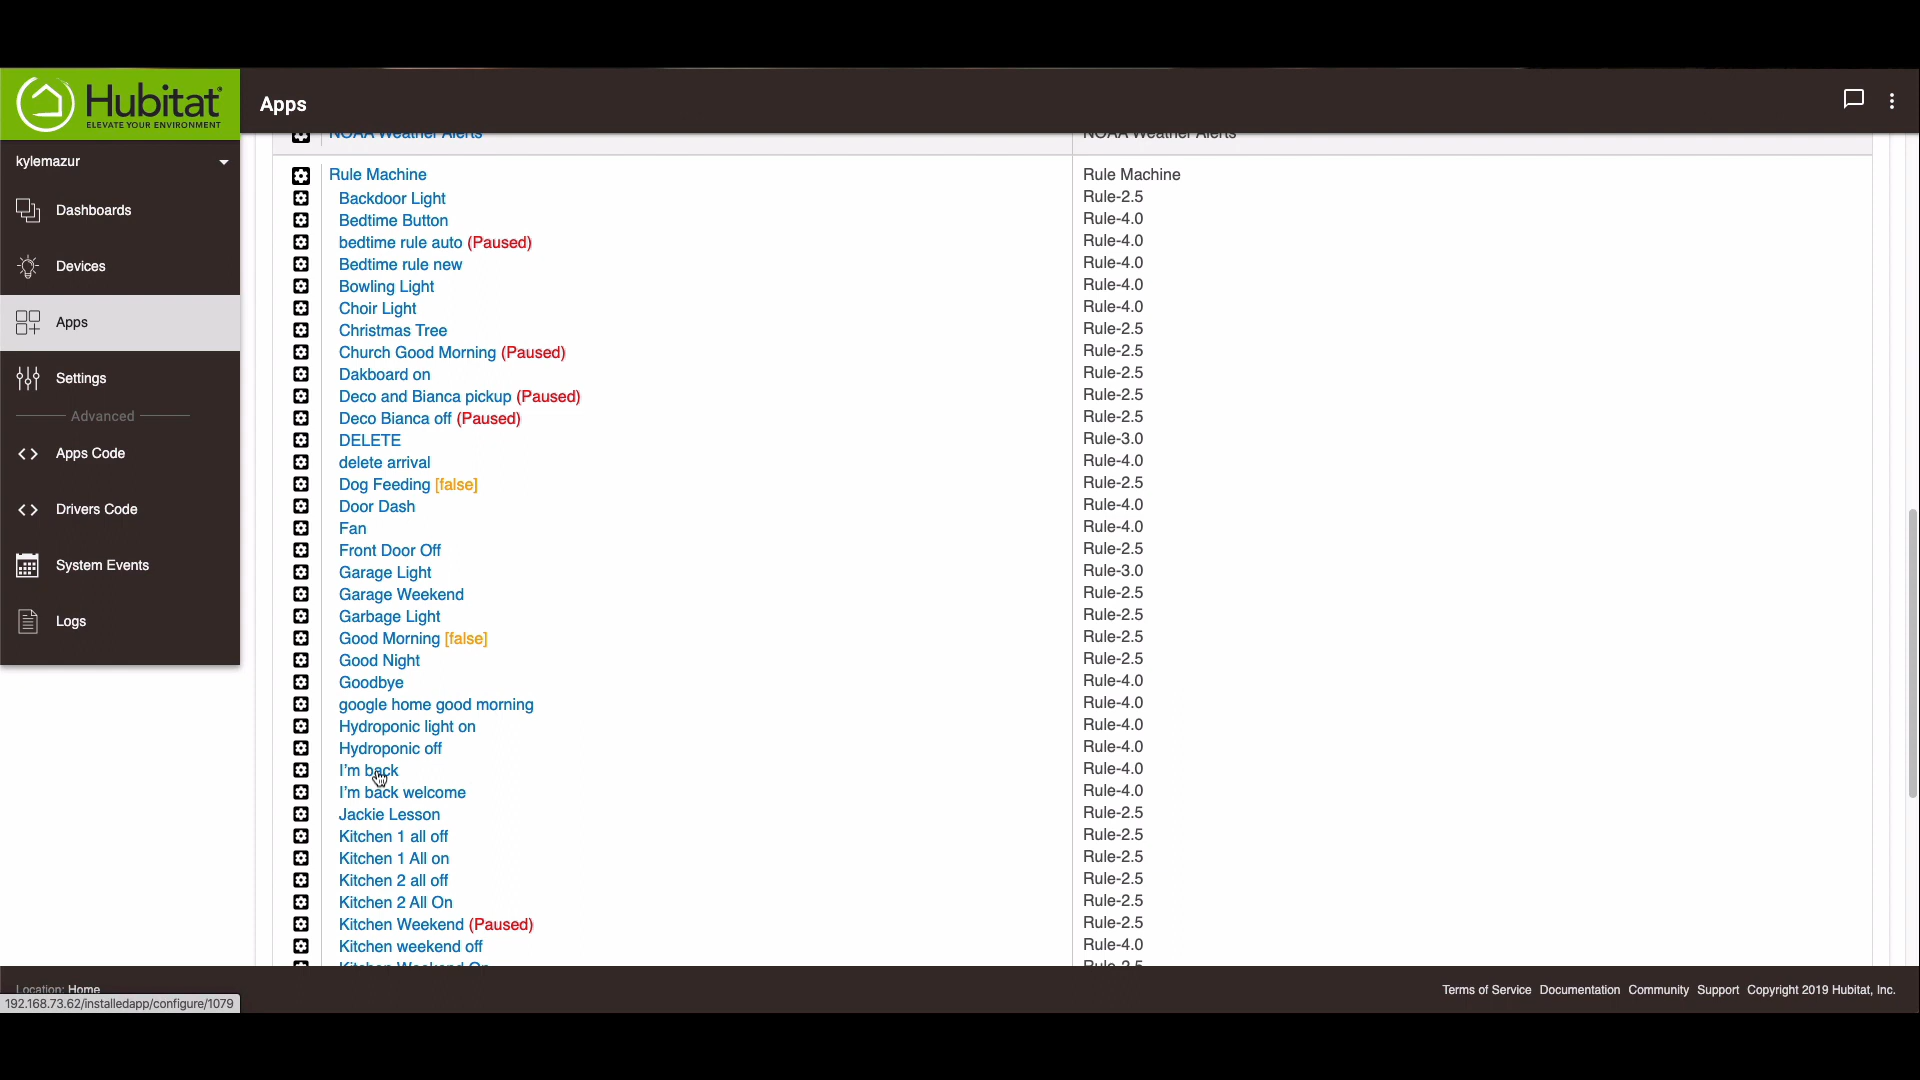 Hubitat
ELEVATE YOUR ENVIRONMENT
Apps
kylemazur
Dashboards
Devices
Apps
Settings
Advanced
Apps Code
Drivers Code
System Events
Logs
NOAA Weather Alerts NOAA Weather Alerts
Rule Machine Rule Machine
Backdoor Light Rule-2.5
Bedtime Button Rule-4.0
bedtime rule auto (Paused) Rule-4.0
Bedtime rule new Rule-4.0
Bowling Light Rule-4.0
Choir Light Rule-4.0
Christmas Tree Rule-2.5
Church Good Morning (Paused) Rule-2.5
Dakboard on Rule-2.5
Deco and Bianca pickup (Paused) Rule-2.5
Deco Bianca off (Paused) Rule-2.5
DELETE Rule-3.0
delete arrival Rule-4.0
Dog Feeding [false] Rule-2.5
Door Dash Rule-4.0
Fan Rule-4.0
Front Door Off Rule-2.5
Garage Light Rule-3.0
Garage Weekend Rule-2.5
Garbage Light Rule-2.5
Good Morning [false] Rule-2.5
Good Night Rule-2.5
Goodbye Rule-4.0
google home good morning Rule-4.0
Hydroponic light on Rule-4.0
Hydroponic off Rule-4.0
I'm back Rule-4.0
I'm back welcome Rule-4.0
Jackie Lesson Rule-2.5
Kitchen 1 all off Rule-2.5
Kitchen 1 All on Rule-2.5
Kitchen 2 all off Rule-2.5
Kitchen 2 All On Rule-2.5
Kitchen Weekend (Paused) Rule-2.5
Kitchen weekend off Rule-4.0
Kitchen Weekend On Rule-2.5
Location: Home
192.168.73.62/installedapp/configure/1079
Terms of Service Documentation Community Support Copyright 2019 Hubitat, Inc.